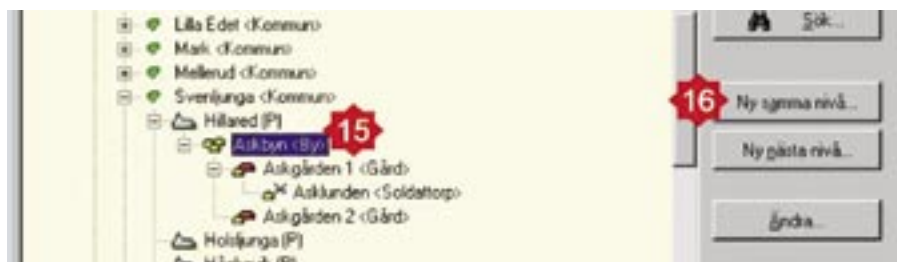 Lilla Edet <Kommun>
Mark <Kommun>
Mellerud <Kommun>
Svenljunga <Kommun>
Hillared (P)
Askbyn <By>
15
Askgården 1 <Gård>
Asklunden <Soldattorp>
Askgården 2 <Gård>
Holsljunga (P)
Sök...
16
Ny samma nivå...
Ny nästa nivå...
Ändra...